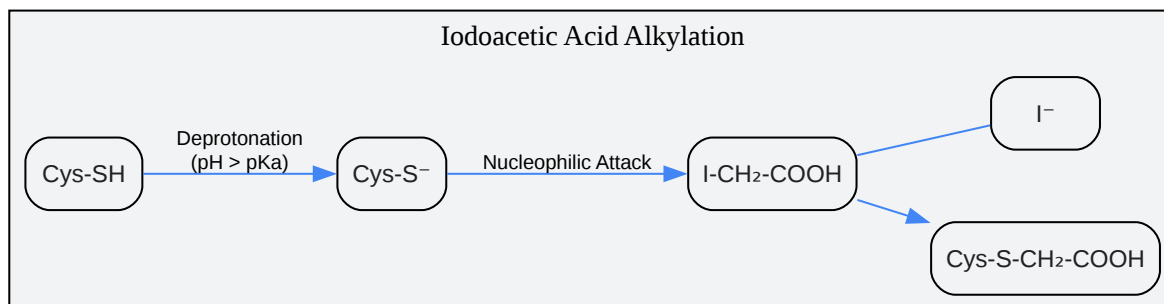 Iodoacetic Acid Alkylation
Cys-SH
Deprotonation
(pH > pKa)
Cys-S⁻
Nucleophilic Attack
I-CH₂-COOH
I⁻
Cys-S-CH₂-COOH